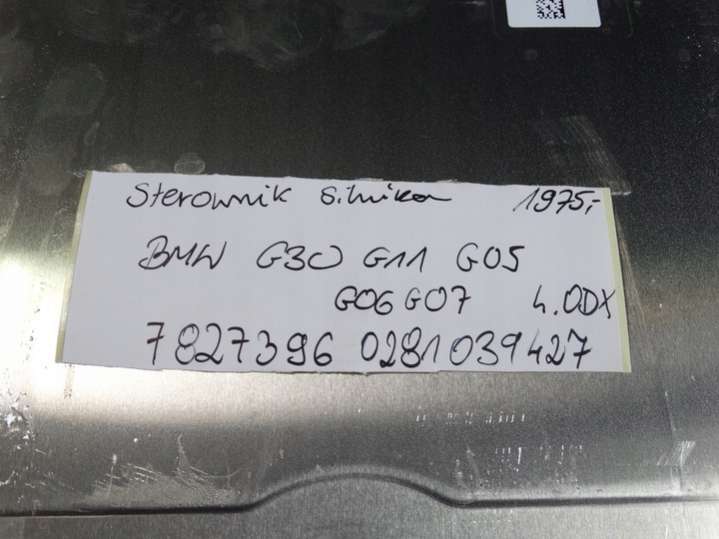 Sterownik silnika 1975,-
BMW G30 G11 G05
G06 G07 4.0DX
7827396 0281039427